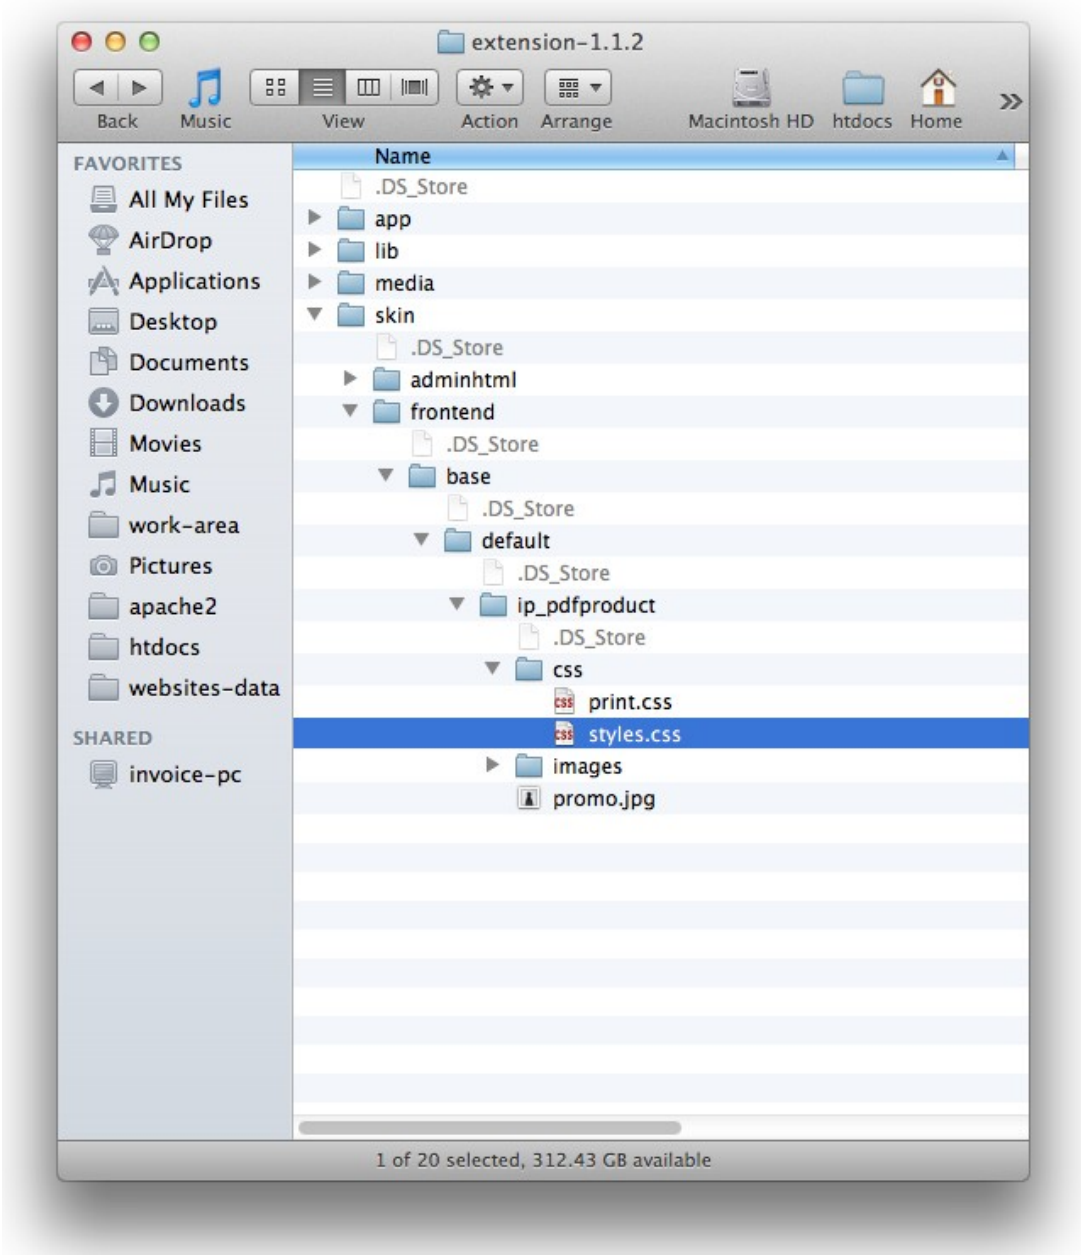 extension-1.1.2
Back Music View Action Arrange Macintosh HD htdocs Home
FAVORITES
All My Files
AirDrop
Applications
Desktop
Documents
Downloads
Movies
Music
work-area
Pictures
apache2
htdocs
websites-data
SHARED
invoice-pc
Name
.DS_Store
app
lib
media
skin
.DS_Store
adminhtml
frontend
.DS_Store
base
.DS_Store
default
.DS_Store
ip_pdfproduct
.DS_Store
css
CSS print.css
CSS styles.css
images
promo.jpg
1 of 20 selected, 312.43 GB available